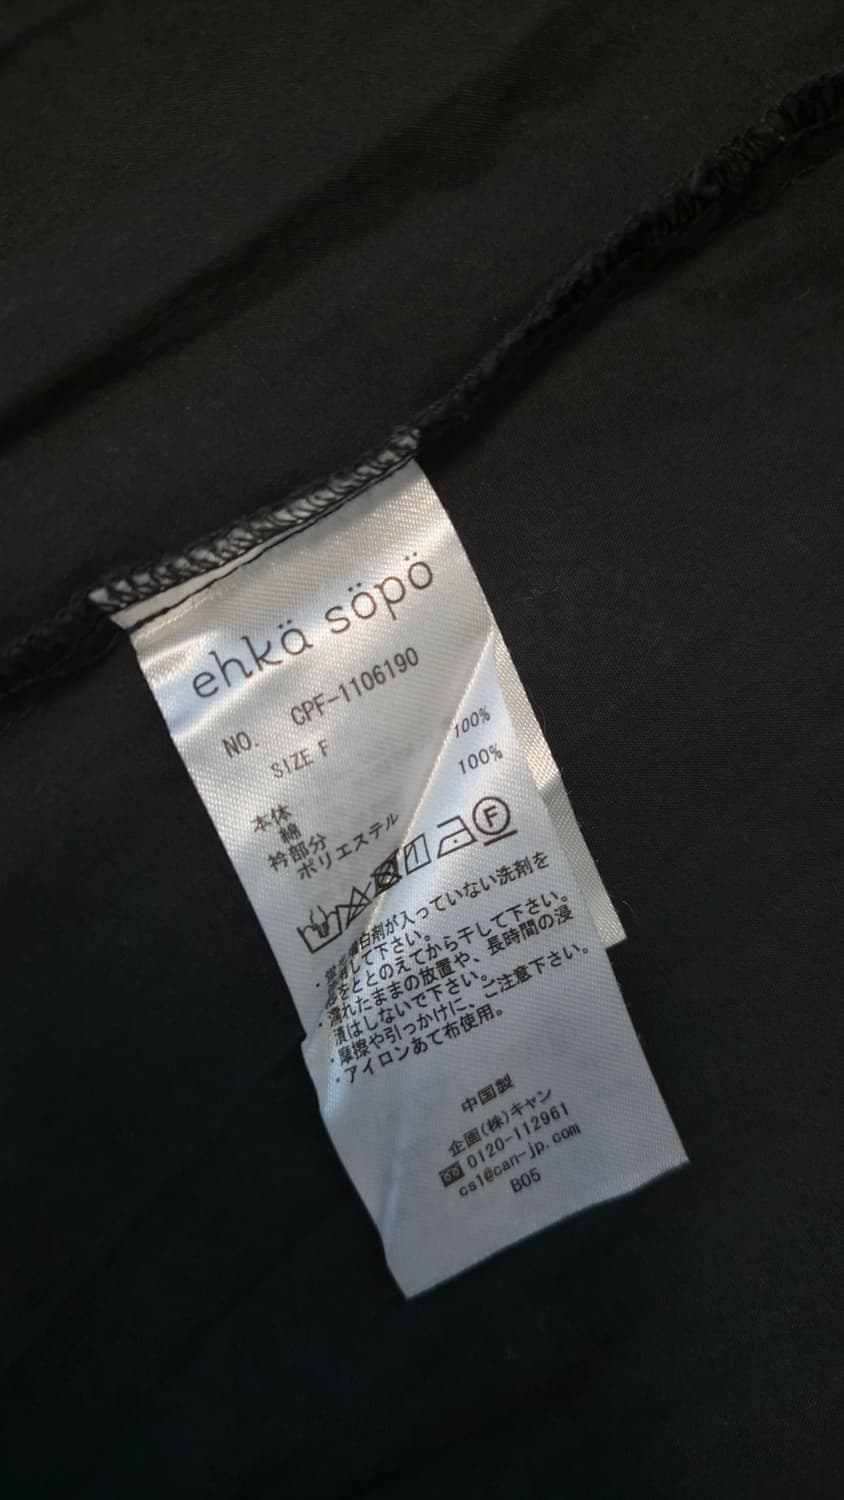 ehkä söpö
NO. CPF-1106190
SIZE F
本体
綿 100%
衿部分
ポリエステル 100%
F
白剤が入っていない洗剤を
して下さい。
をととのえてから干して下さい。
・濡れたままの放置や、長時間の浸
漬はしないで下さい。
・摩擦や引っかけに、ご注意下さい。
・アイロンあて布使用。
中国製
企画(株)キャン
0120-112961
cs1@can-jp.com
B05